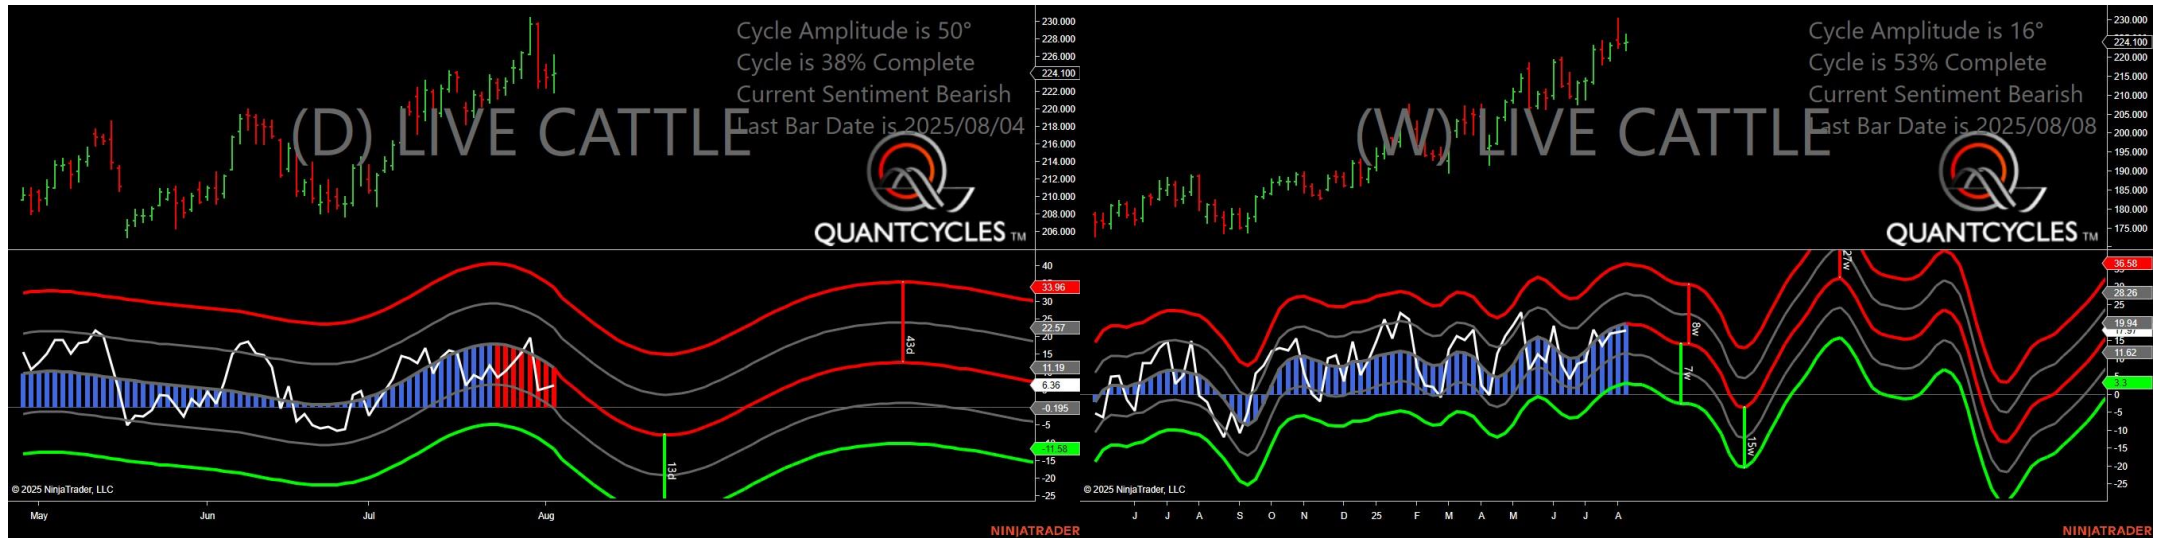 Cycle Amplitude is 50°
Cycle is 38% Complete
Current Sentiment Bearish
Last Bar Date is 2025/08/04
(D) LIVE CATTLE
QUANTCYCLES TM
230.000
228.000
226.000
224.100
222.000
220.000
218.000
216.000
214.000
212.000
210.000
208.000
206.000
40
33.96
30
25
22.57
20
15
11.19
6.36
-0.195
-5
-11.58
-15
-20
-25
43d
13d
© 2025 NinjaTrader, LLC
May Jun Jul Aug
NINJATRADER
Cycle Amplitude is 16°
Cycle is 53% Complete
Current Sentiment Bearish
Last Bar Date is 2025/08/08
(W) LIVE CATTLE
QUANTCYCLES TM
230.000
224.100
220.000
215.000
210.000
205.000
200.000
195.000
190.000
185.000
180.000
175.000
36.58
28.26
25
19.94
15
11.62
3.3
0
-5
-10
-15
-20
-25
27w
8w
7w
15w
© 2025 NinjaTrader, LLC
J J A S O N D 25 F M A M J J A
NINJATRADER